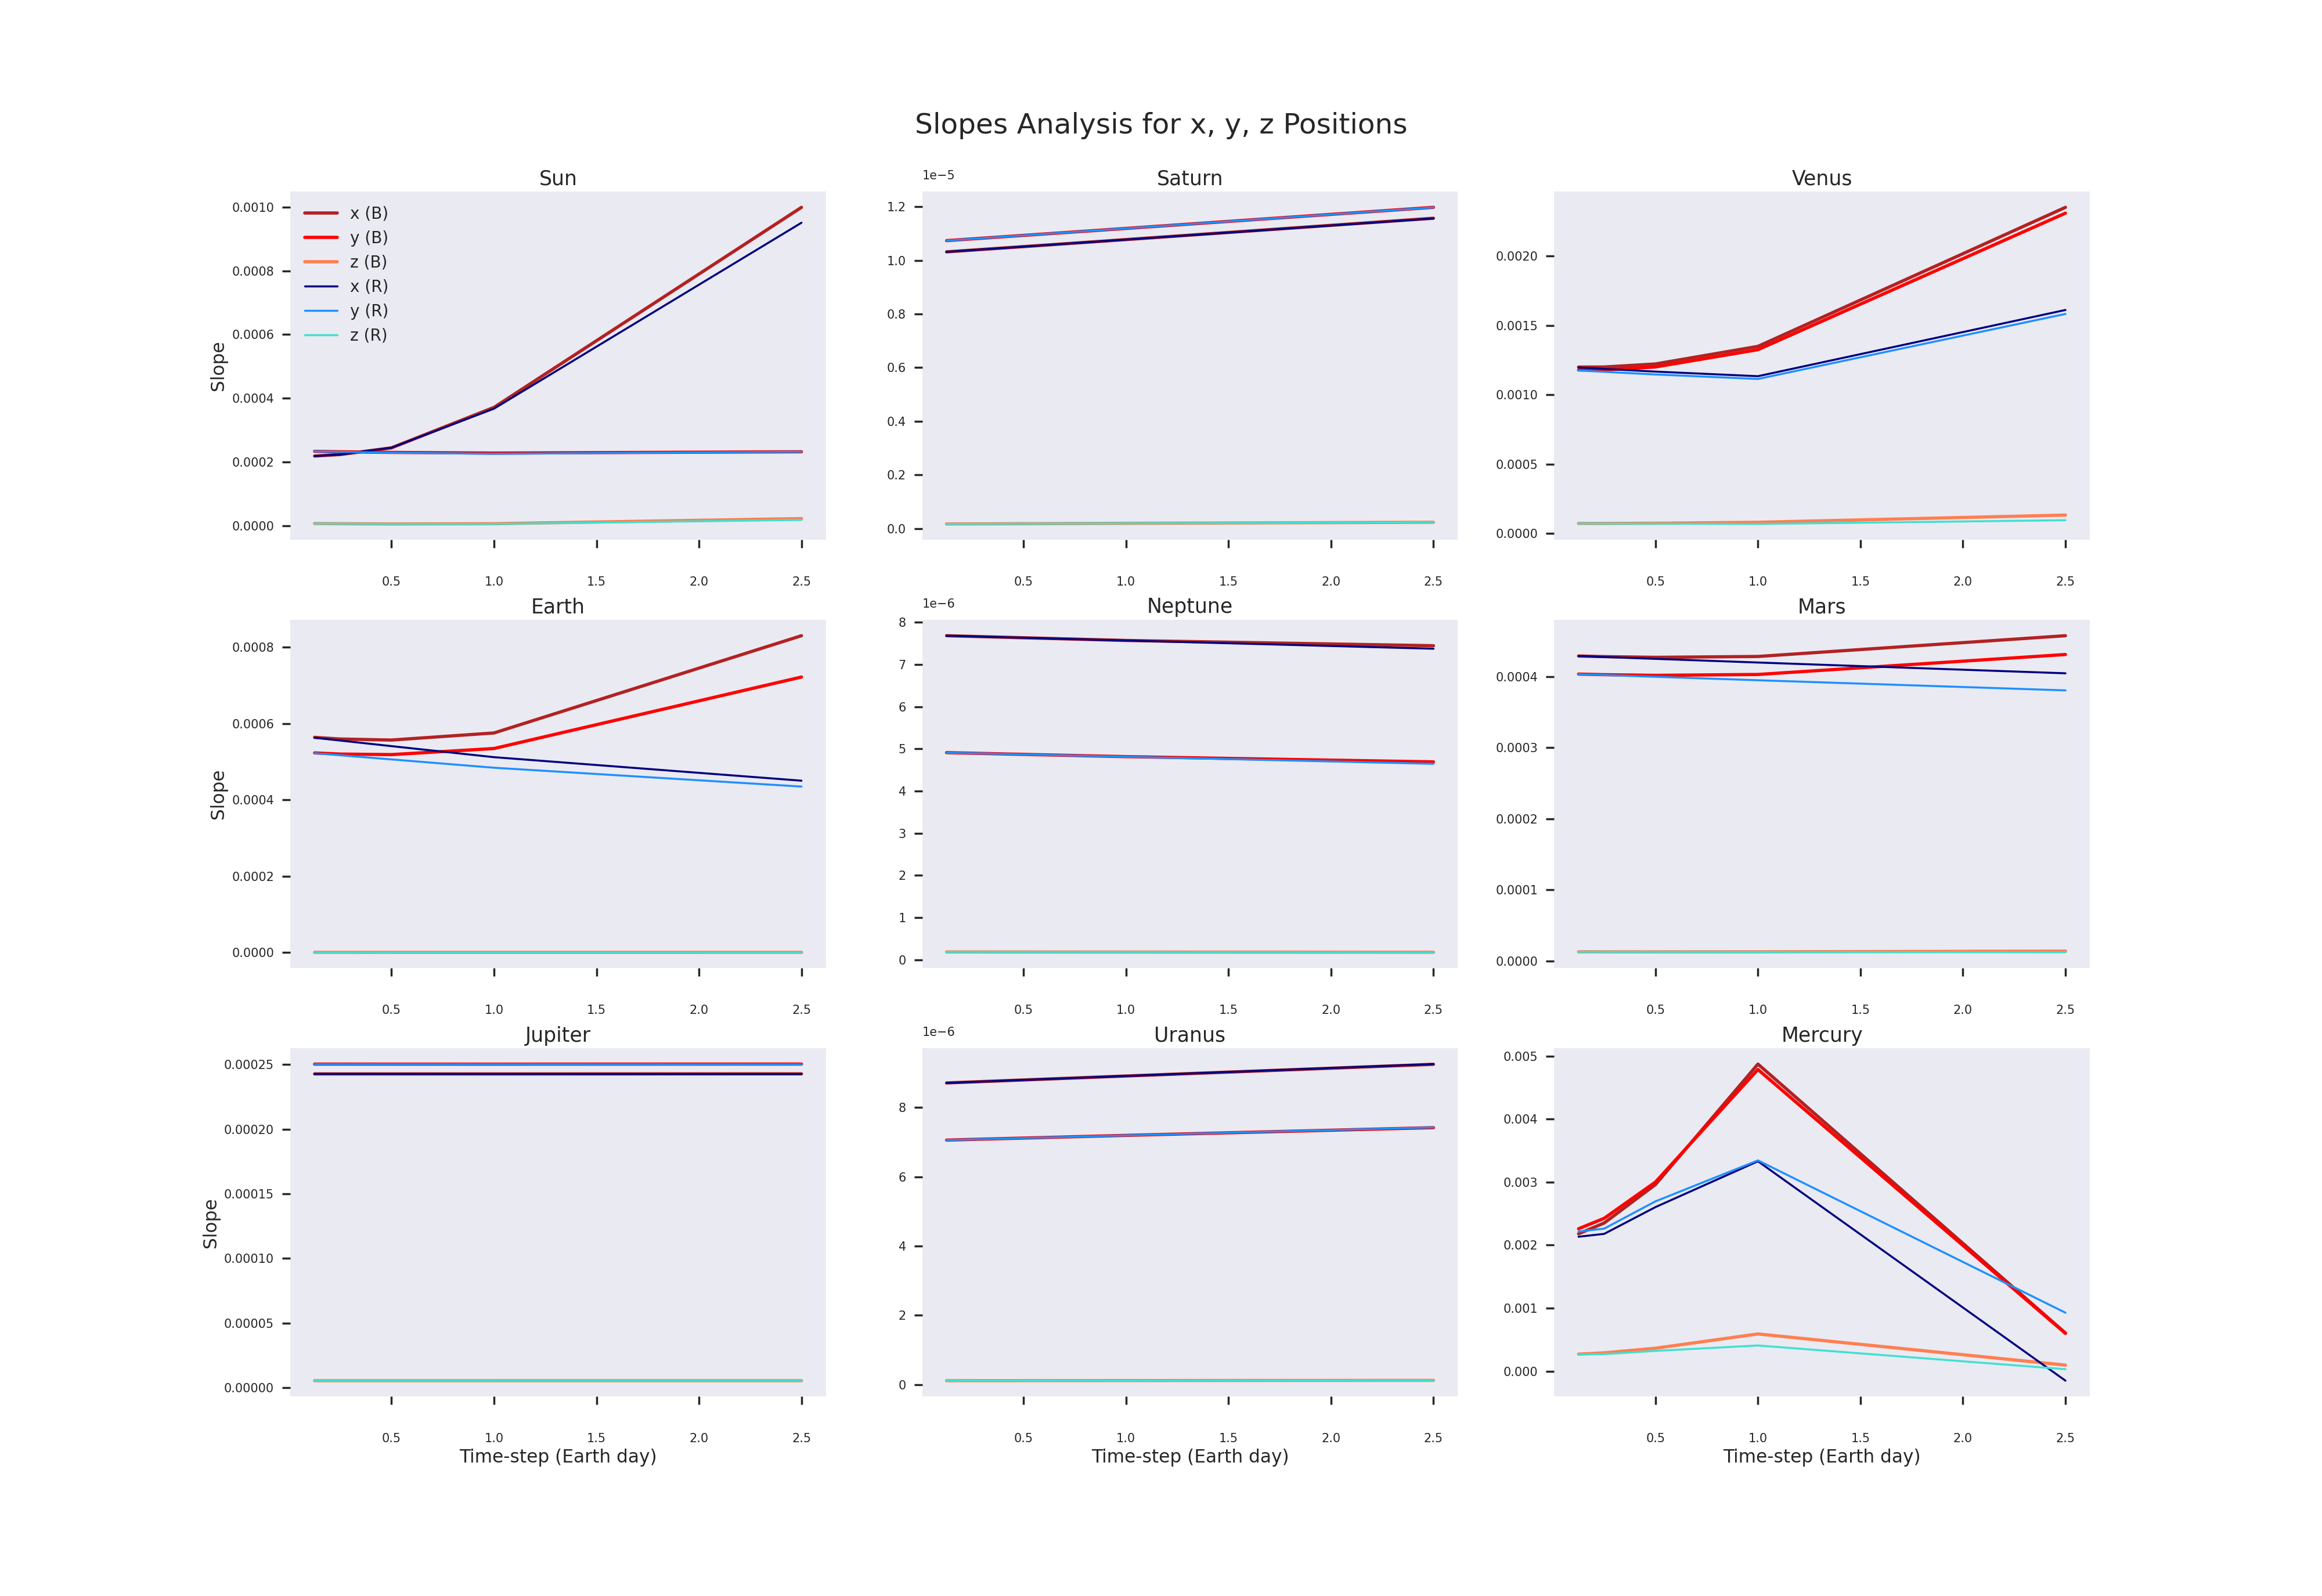 Slopes Analysis for x, y, z Positions
Sun
Slope
0.0010
0.0008
0.0006
0.0004
0.0002
0.0000
x (B)
y (B)
z (B)
x (R)
y (R)
z (R)
0.5 1.0 1.5 2.0 2.5
Saturn
1e−5
1.2
1.0
0.8
0.6
0.4
0.2
0.0
0.5 1.0 1.5 2.0 2.5
Venus
0.0020
0.0015
0.0010
0.0005
0.0000
0.5 1.0 1.5 2.0 2.5
Earth
Slope
0.0008
0.0006
0.0004
0.0002
0.0000
0.5 1.0 1.5 2.0 2.5
Neptune
1e−6
8
7
6
5
4
3
2
1
0
0.5 1.0 1.5 2.0 2.5
Mars
0.0004
0.0003
0.0002
0.0001
0.0000
0.5 1.0 1.5 2.0 2.5
Jupiter
Slope
0.00025
0.00020
0.00015
0.00010
0.00005
0.00000
0.5 1.0 1.5 2.0 2.5
Time-step (Earth day)
Uranus
1e−6
8
6
4
2
0
0.5 1.0 1.5 2.0 2.5
Time-step (Earth day)
Mercury
0.005
0.004
0.003
0.002
0.001
0.000
0.5 1.0 1.5 2.0 2.5
Time-step (Earth day)